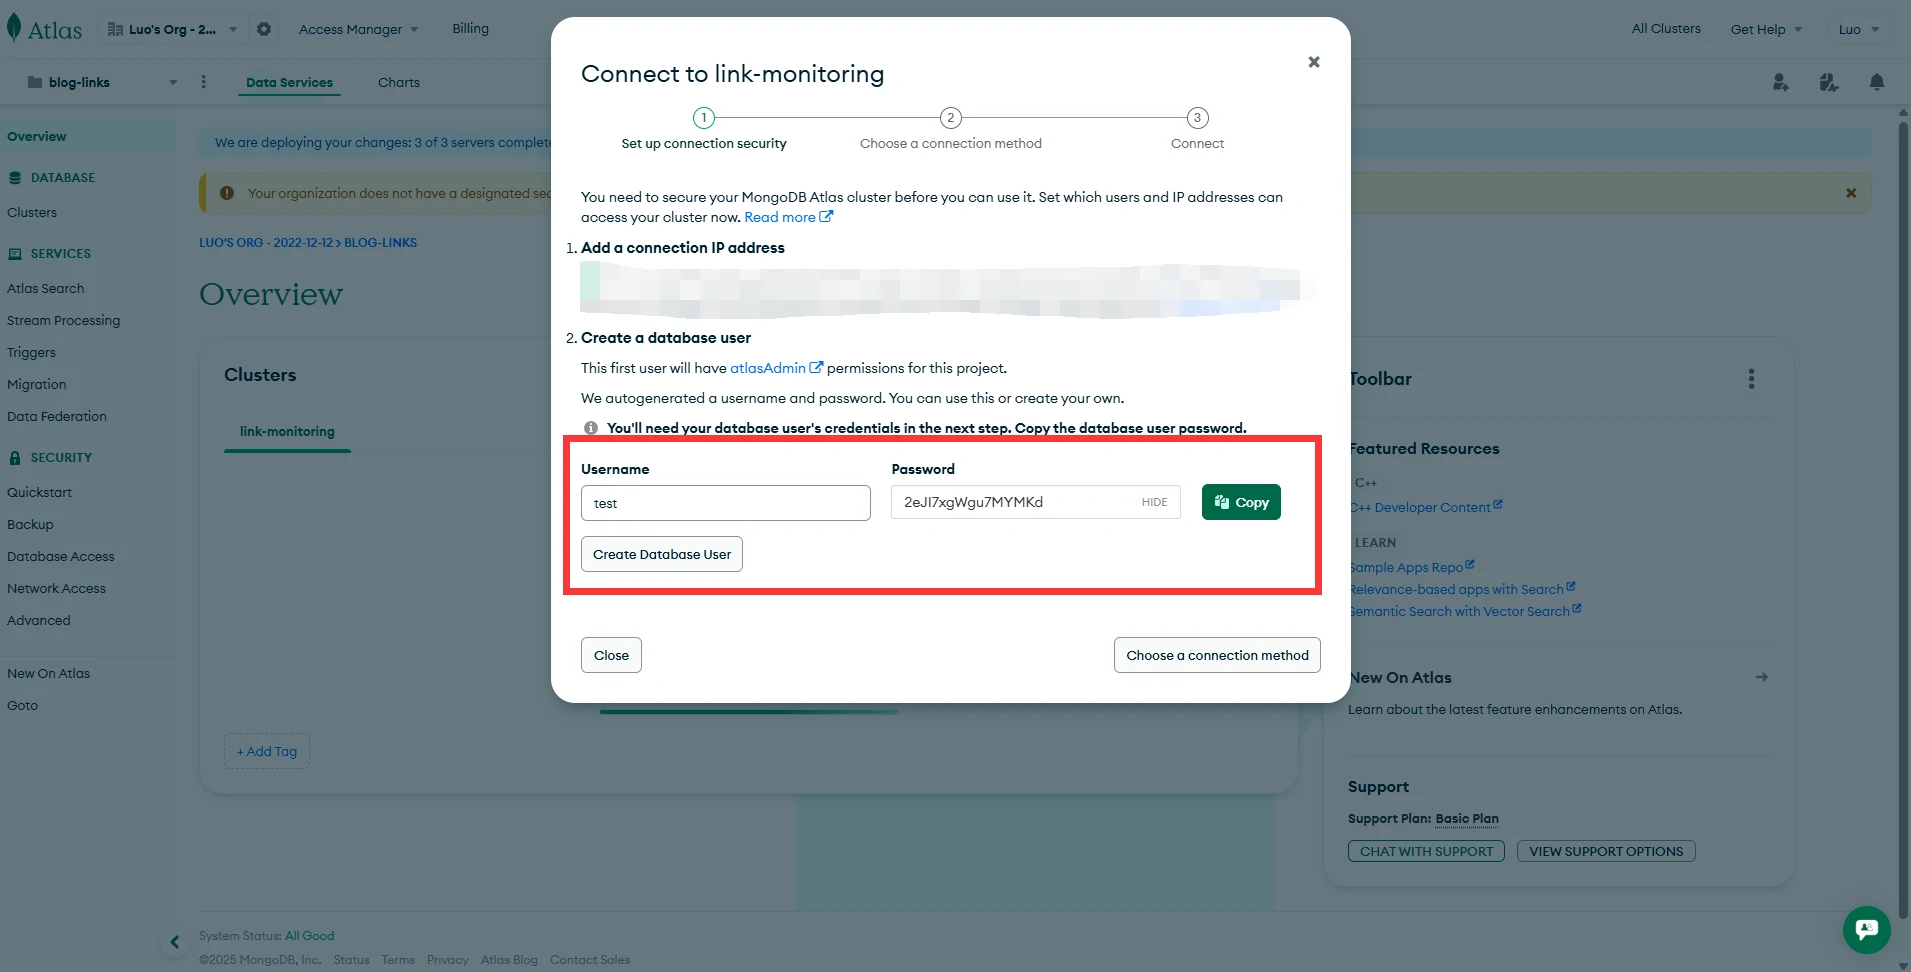 Atlas
Luo's Org - 2...
Access Manager
Billing
All Clusters
Get Help
Luo
blog-links
Data Services
Charts
Overview
DATABASE
Clusters
SERVICES
Atlas Search
Stream Processing
Triggers
Migration
Data Federation
SECURITY
Quickstart
Backup
Database Access
Network Access
Advanced
New On Atlas
Goto
We are deploying your changes: 3 of 3 servers complete
Your organization does not have a designated sec
LUO'S ORG - 2022-12-12 > BLOG-LINKS
Overview
Clusters
link-monitoring
+ Add Tag
Connect to link-monitoring
1
2
3
Set up connection security
Choose a connection method
Connect
You need to secure your MongoDB Atlas cluster before you can use it. Set which users and IP addresses can
access your cluster now. Read more
1. Add a connection IP address
2. Create a database user
This first user will have atlasAdmin permissions for this project.
We autogenerated a username and password. You can use this or create your own.
You'll need your database user's credentials in the next step. Copy the database user password.
Username
Password
test
2eJI7xgWgu7MYMKd
HIDE
Copy
Create Database User
Close
Choose a connection method
Toolbar
Featured Resources
C++
C++ Developer Content
LEARN
Sample Apps Repo
Relevance-based apps with Search
Semantic Search with Vector Search
New On Atlas
Learn about the latest feature enhancements on Atlas.
Support
Support Plan: Basic Plan
CHAT WITH SUPPORT
VIEW SUPPORT OPTIONS
System Status: All Good
©2025 MongoDB, Inc.
Status
Terms
Privacy
Atlas Blog
Contact Sales